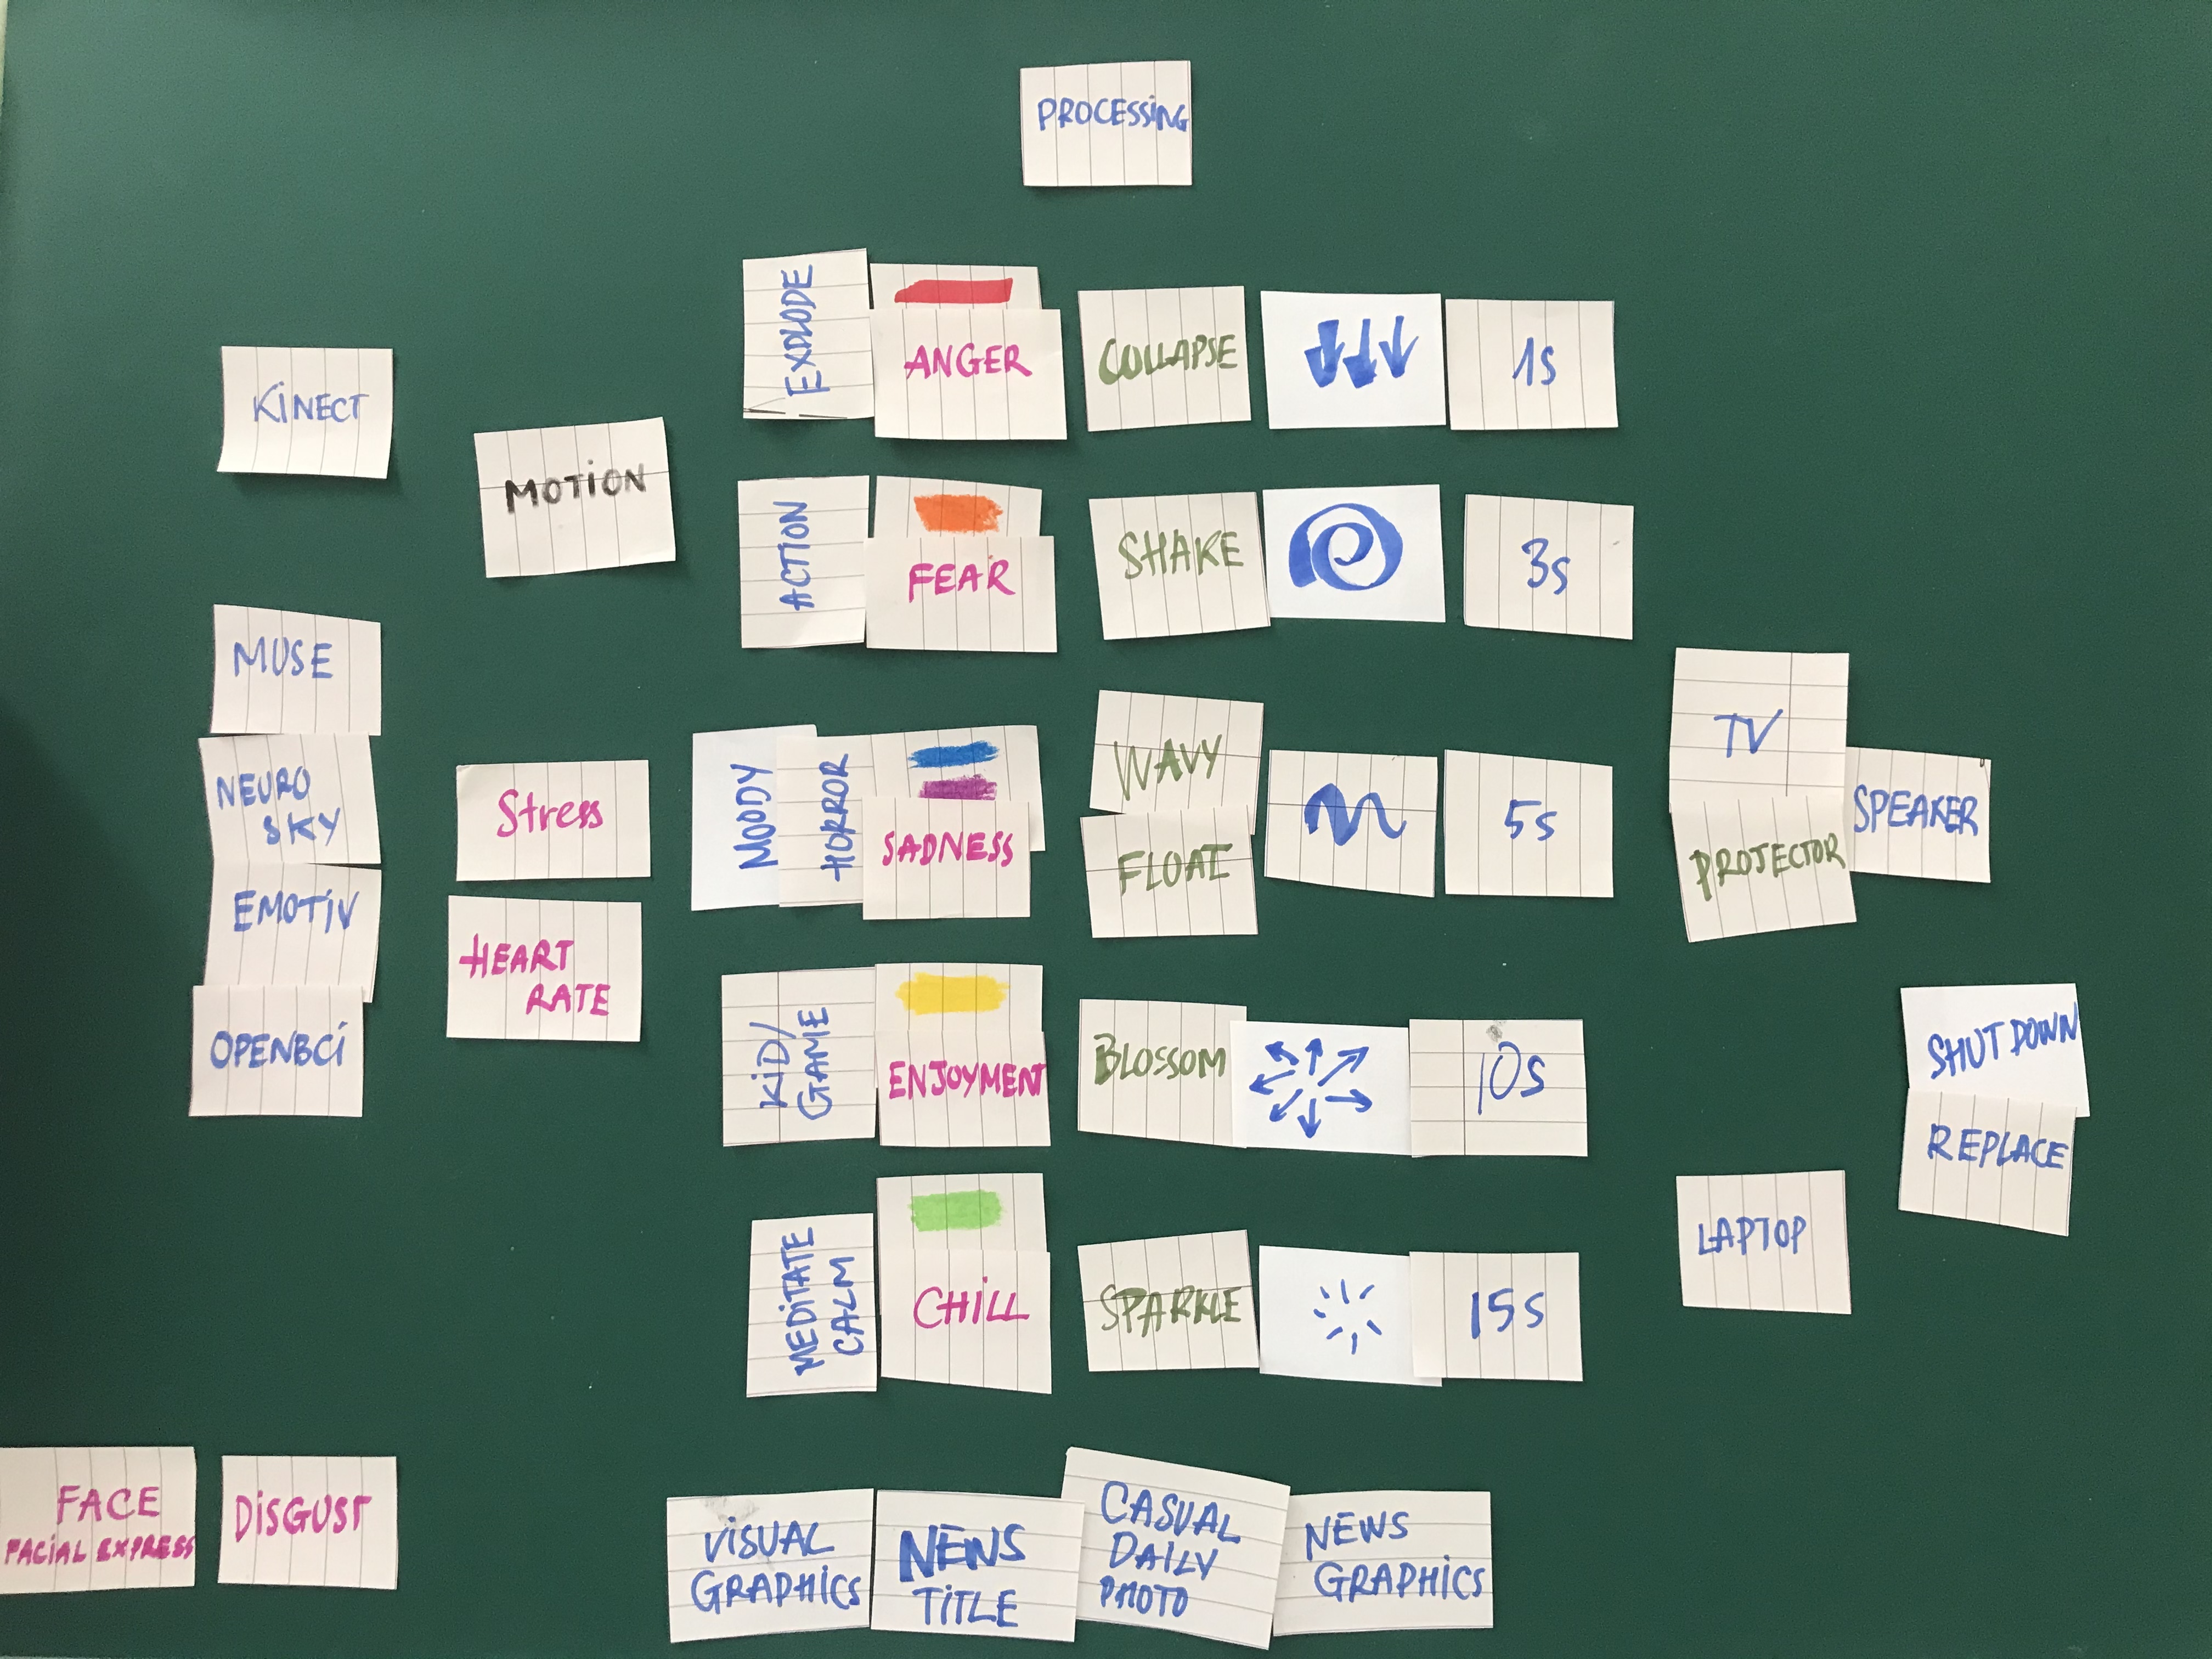 PROCESSING
EXPLODE
ANGER
COLLAPSE
1s
KINECT
MOTION
ACTION
FEAR
SHAKE
3s
MUSE
NEURO
SKY
EMOTIV
OPENBCI
Stress
HEART
RATE
MOODY
HORROR
SADNESS
WAVY
FLOAT
5s
TV
PROJECTOR
SPEAKER
KID/
GAME
ENJOYMENT
BLOSSOM
10s
SHUT DOWN
REPLACE
MEDITATE
CALM
CHILL
SPARKLE
15s
LAPTOP
FACE
FACIAL EXPRESS
DISGUST
VISUAL
GRAPHICS
NEWS
TITLE
CASUAL
DAILY
PHOTO
NEWS
GRAPHICS